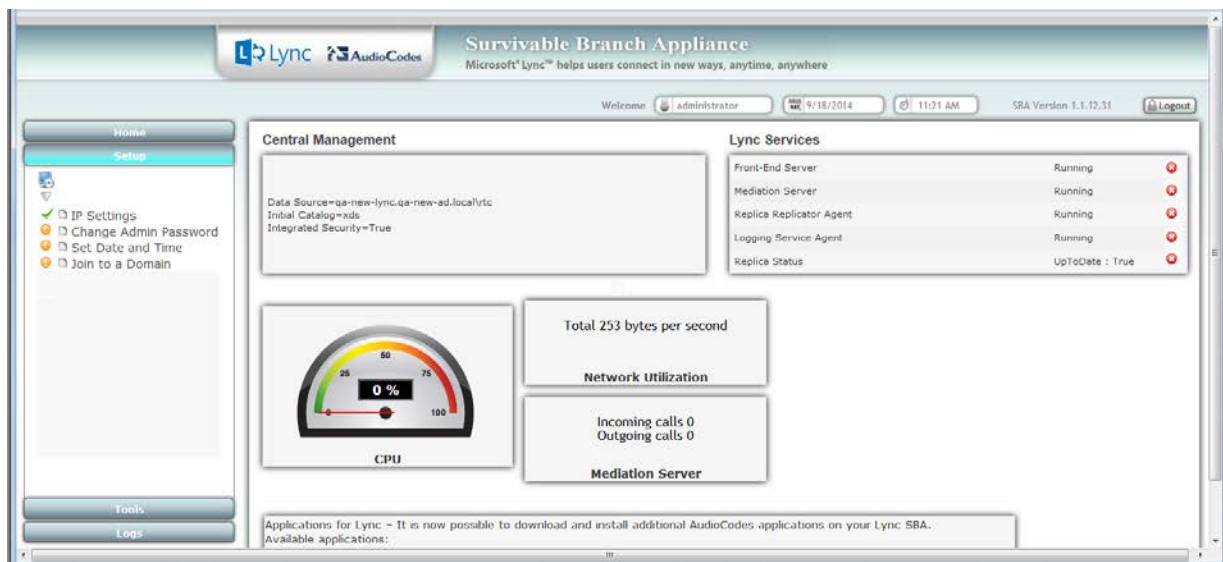 Lync AudioCodes
Survivable Branch Appliance
Microsoft® Lync™ helps users connect in new ways, anytime, anywhere
Welcome administrator 9/18/2014 11:21 AM SBA Version 1.1.12.31 Logout
Home
Setup
IP Settings
Change Admin Password
Set Date and Time
Join to a Domain
Tools
Logs
Central Management
Data Source=qa-new-lync.qa-new-ad.local\rtc
Initial Catalog=xds
Integrated Security=True
Lync Services
Front-End Server Running
Mediation Server Running
Replica Replicator Agent Running
Logging Service Agent Running
Replica Status UpToDate : True
0 25 50 75 100
0 %
CPU
Total 253 bytes per second
Network Utilization
Incoming calls 0
Outgoing calls 0
Mediation Server
Applications for Lync - It is now possible to download and install additional AudioCodes applications on your Lync SBA.
Available applications: